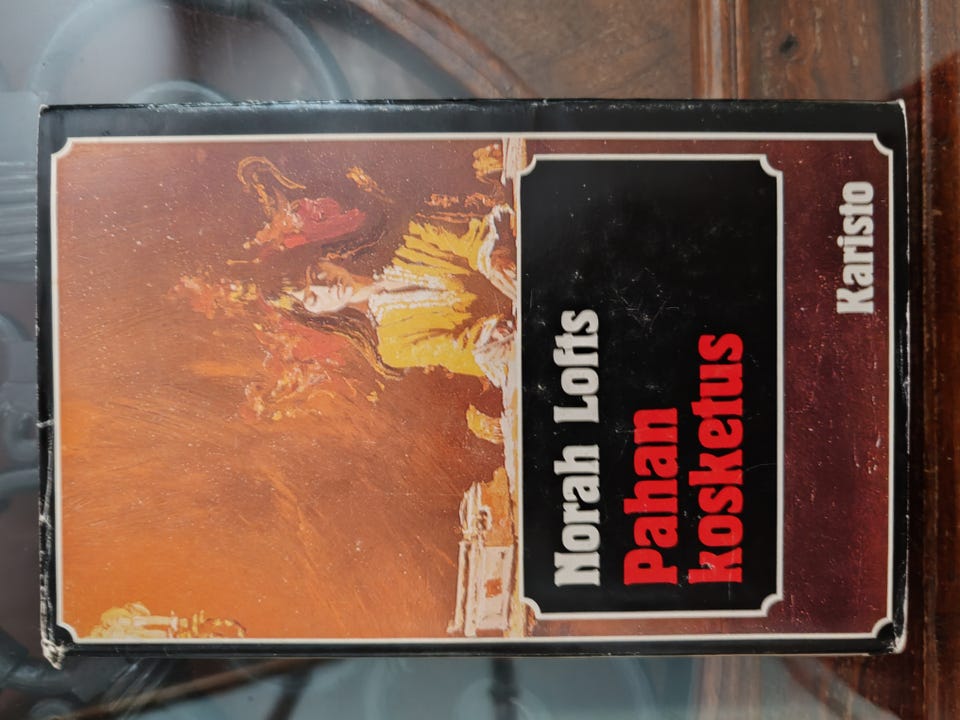 Norah Lofts
Pahan
kosketus
Karisto